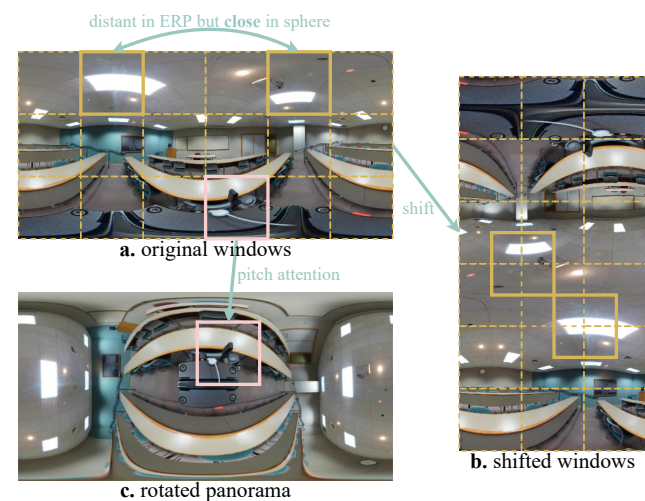 distant in ERP but close in sphere
a. original windows
shift
pitch attention
b. shifted windows
c. rotated panorama